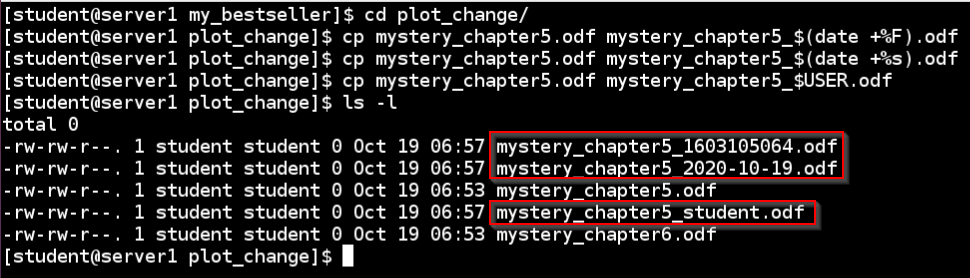 [student@server1 my_bestseller]$ cd plot_change/
[student@server1 plot_change]$ cp mystery_chapter5.odf mystery_chapter5_$(date +%F).odf
[student@server1 plot_change]$ cp mystery_chapter5.odf mystery_chapter5_$(date +%s).odf
[student@server1 plot_change]$ cp mystery_chapter5.odf mystery_chapter5_$USER.odf
[student@server1 plot_change]$ ls -l
total 0
-rw-rw-r--. 1 student student 0 Oct 19 06:57 mystery_chapter5_1603105064.odf
-rw-rw-r--. 1 student student 0 Oct 19 06:57 mystery_chapter5_2020-10-19.odf
-rw-rw-r--. 1 student student 0 Oct 19 06:53 mystery_chapter5.odf
-rw-rw-r--. 1 student student 0 Oct 19 06:57 mystery_chapter5_student.odf
-rw-rw-r--. 1 student student 0 Oct 19 06:53 mystery_chapter6.odf
[student@server1 plot_change]$